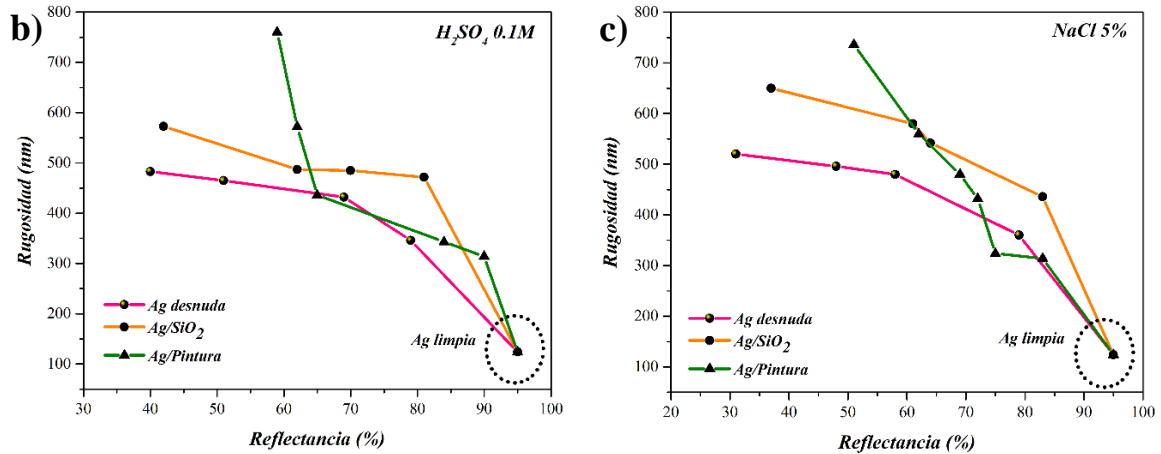 b)
H₂SO₄ 0.1M
800
700
600
500
400
300
200
100
Rugosidad (nm)
Ag desnuda
Ag/SiO₂
Ag/Pintura
Ag limpia
30 40 50 60 70 80 90 100
Reflectancia (%)
c)
NaCl 5%
800
700
600
500
400
300
200
100
Rugosidad (nm)
Ag desnuda
Ag/SiO₂
Ag/Pintura
Ag limpia
20 30 40 50 60 70 80 90 100
Reflectancia (%)